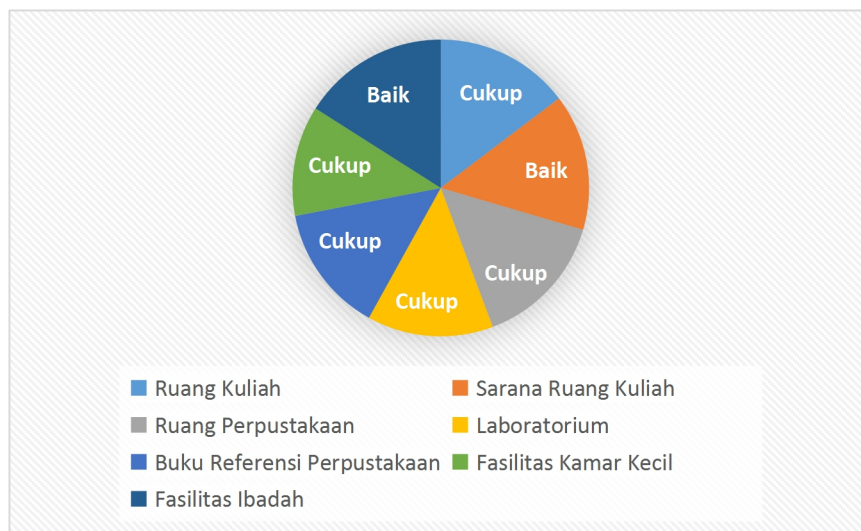 Baik
Cukup
Cukup
Baik
Cukup
Cukup
Cukup
Ruang Kuliah
Sarana Ruang Kuliah
Ruang Perpustakaan
Laboratorium
Buku Referensi Perpustakaan
Fasilitas Kamar Kecil
Fasilitas Ibadah